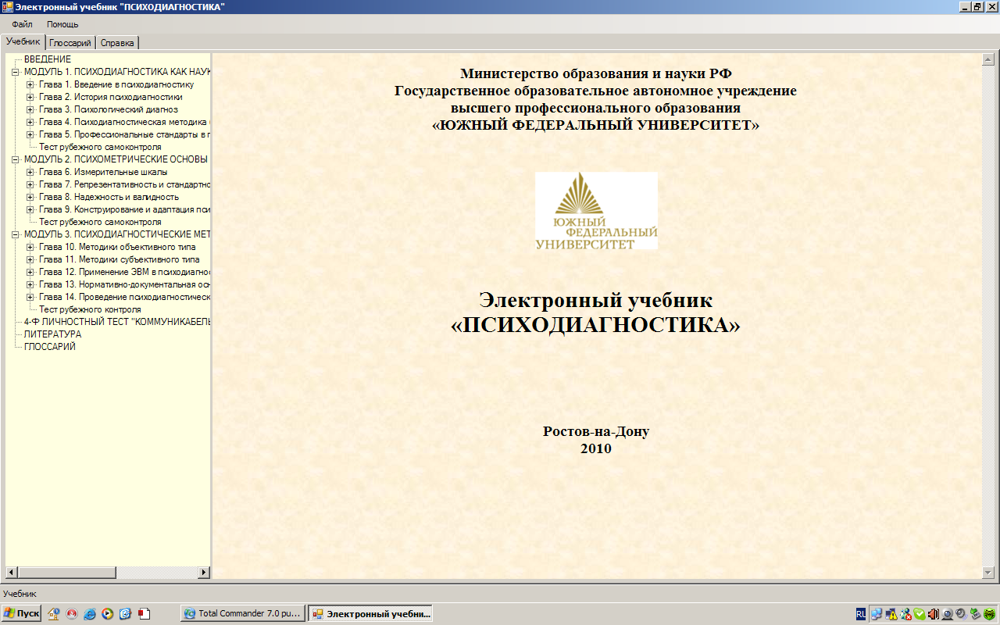 Электронный учебник "ПСИХОДИАГНОСТИКА"
Файл Помощь
Учебник Глоссарий Справка
ВВЕДЕНИЕ
МОДУЛЬ 1. ПСИХОДИАГНОСТИКА КАК НАУК
Глава 1. Введение в психодиагностику
Глава 2. История психодиагностики
Глава 3. Психологический диагноз
Глава 4. Психодиагностическая методика
Глава 5. Профессиональные стандарты в п
Тест рубежного самоконтроля
МОДУЛЬ 2. ПСИХОМЕТРИЧЕСКИЕ ОСНОВЫ
Глава 6. Измерительные шкалы
Глава 7. Репрезентативность и стандартно
Глава 8. Надежность и валидность
Глава 9. Конструирование и адаптация пси
Тест рубежного самоконтроля
МОДУЛЬ 3. ПСИХОДИАГНОСТИЧЕСКИЕ МЕТ
Глава 10. Методики объективного типа
Глава 11. Методики субъективного типа
Глава 12. Применение ЭВМ в психодиагнос
Глава 13. Нормативно-документальная осн
Глава 14. Проведение психодиагностическ
Тест рубежного контроля
4-Ф ЛИЧНОСТНЫЙ ТЕСТ "КОММУНИКАБЕЛЬ
ЛИТЕРАТУРА
ГЛОССАРИЙ
Министерство образования и науки РФ
Государственное образовательное автономное учреждение
высшего профессионального образования
«ЮЖНЫЙ ФЕДЕРАЛЬНЫЙ УНИВЕРСИТЕТ»
ЮЖНЫЙ
ФЕДЕРАЛЬНЫЙ
УНИВЕРСИТЕТ
Электронный учебник
«ПСИХОДИАГНОСТИКА»
Ростов-на-Дону
2010
Учебник
Пуск Total Commander 7.0 pu... Электронный учебни... RU